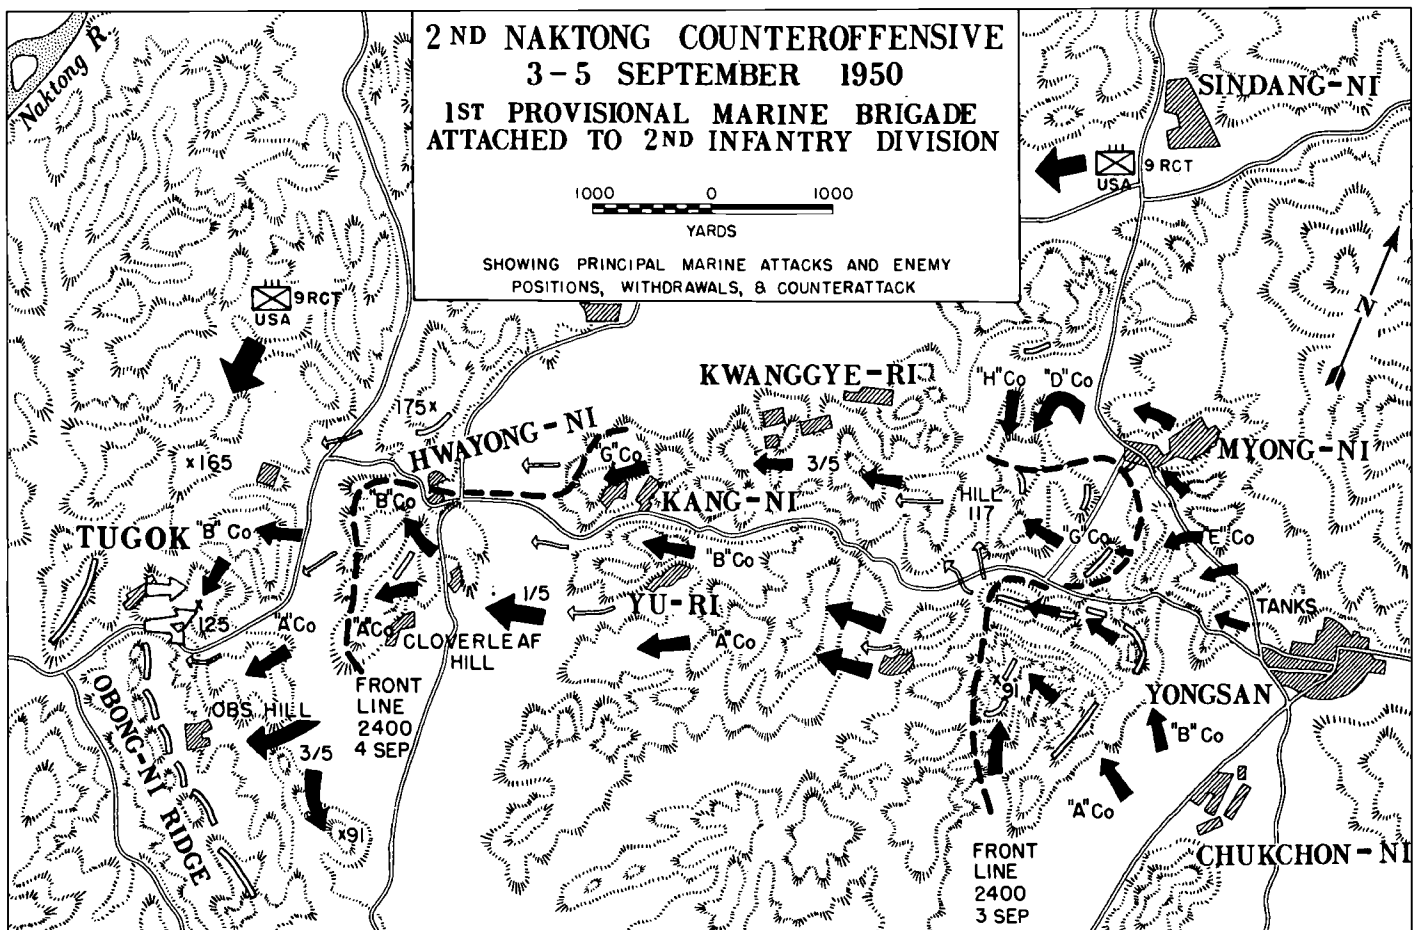 2ND NAKTONG COUNTEROFFENSIVE
3-5 SEPTEMBER 1950
1ST PROVISIONAL MARINE BRIGADE
ATTACHED TO 2ND INFANTRY DIVISION
1000 0 1000
YARDS
SHOWING PRINCIPAL MARINE ATTACKS AND ENEMY
POSITIONS, WITHDRAWALS, & COUNTERATTACK
Naktong R.
SINDANG-NI
9 RCT
USA
N
9 RCT
USA
KWANGGYE-RI
"H" Co
"D" Co
175x
HWAYONG-NI
MYONG-NI
x165
"G" Co
3/5
"B" Co
KANG-NI
HILL
117
TUGOK
"B" Co
"G" Co
"E" Co
"B" Co
1/5
YU-RI
TANKS
125
"A" Co
"A" Co
CLOVERLEAF
HILL
"A" Co
"A" Co
x91
YONGSAN
FRONT
LINE
2400
4 SEP
OBONG-NI RIDGE
OBS HILL
"B" Co
3/5
"A" Co
x91
CHUKCHON-NI
FRONT
LINE
2400
3 SEP